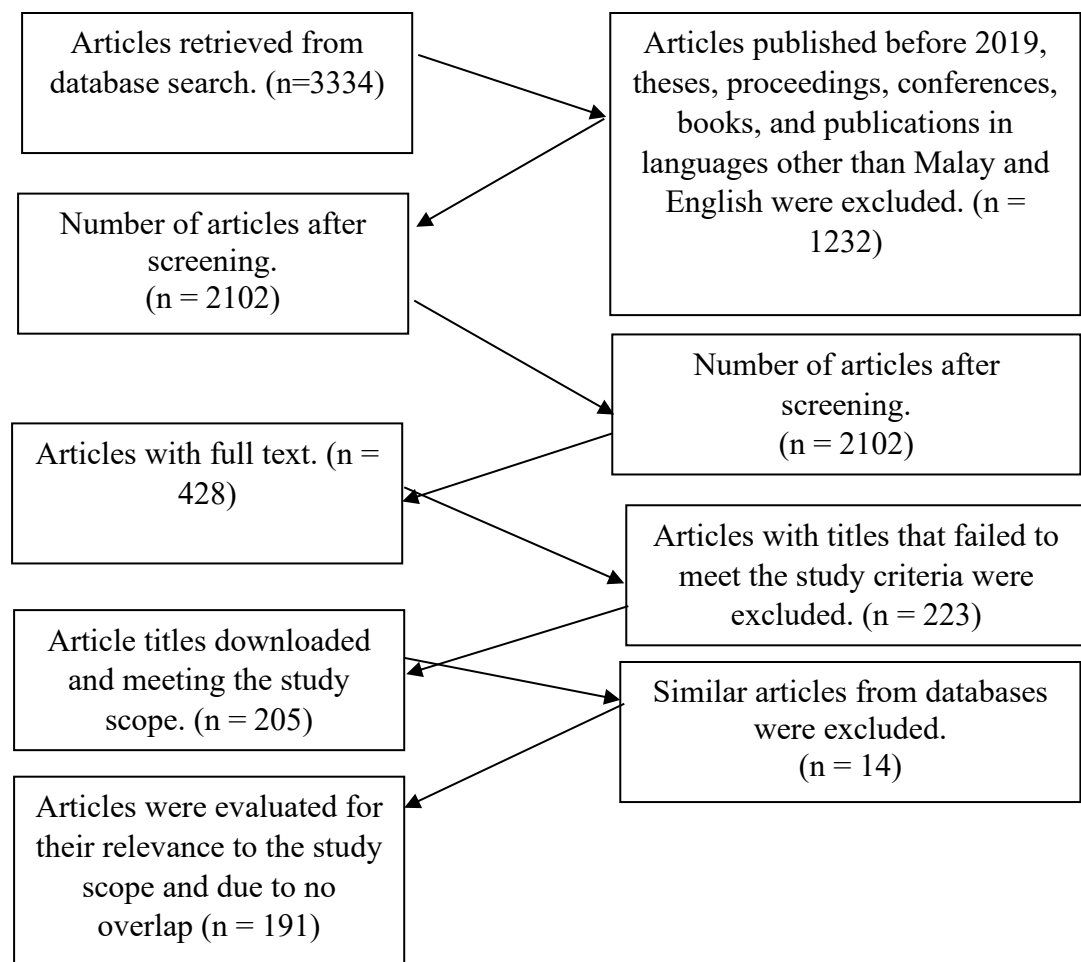 Articles retrieved from
database search. (n=3334)
Articles published before 2019,
theses, proceedings, conferences,
books, and publications in
languages other than Malay and
English were excluded. (n =
1232)
Number of articles after
screening.
(n = 2102)
Number of articles after
screening.
(n = 2102)
Articles with full text. (n =
428)
Articles with titles that failed to
meet the study criteria were
excluded. (n = 223)
Article titles downloaded
and meeting the study
scope. (n = 205)
Similar articles from databases
were excluded.
(n = 14)
Articles were evaluated for
their relevance to the study
scope and due to no
overlap (n = 191)